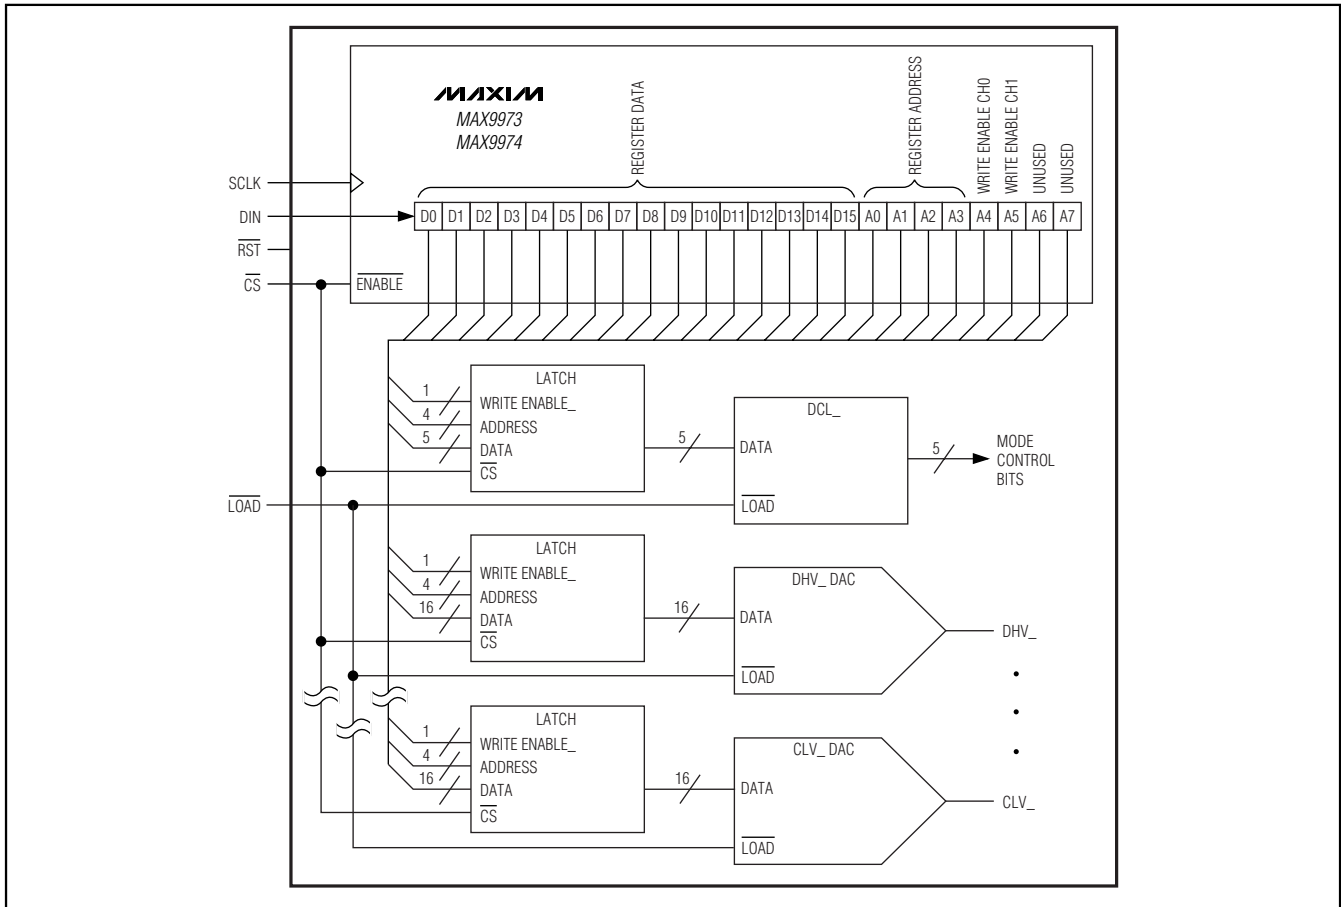 MAXIM
MAX9973
MAX9974
REGISTER DATA
REGISTER ADDRESS
WRITE ENABLE CH0
WRITE ENABLE CH1
UNUSED
UNUSED
SCLK
DIN
RST
CS
ENABLE
D0 D1 D2 D3 D4 D5 D6 D7 D8 D9 D10 D11 D12 D13 D14 D15 A0 A1 A2 A3 A4 A5 A6 A7
LATCH
1
WRITE ENABLE_
4
ADDRESS
5
DATA
CS
5
DCL_
DATA
LOAD
5
MODE
CONTROL
BITS
LOAD
LATCH
1
WRITE ENABLE_
4
ADDRESS
16
DATA
CS
16
DHV_ DAC
DATA
LOAD
DHV_
LATCH
1
WRITE ENABLE_
4
ADDRESS
16
DATA
CS
16
CLV_ DAC
DATA
LOAD
CLV_